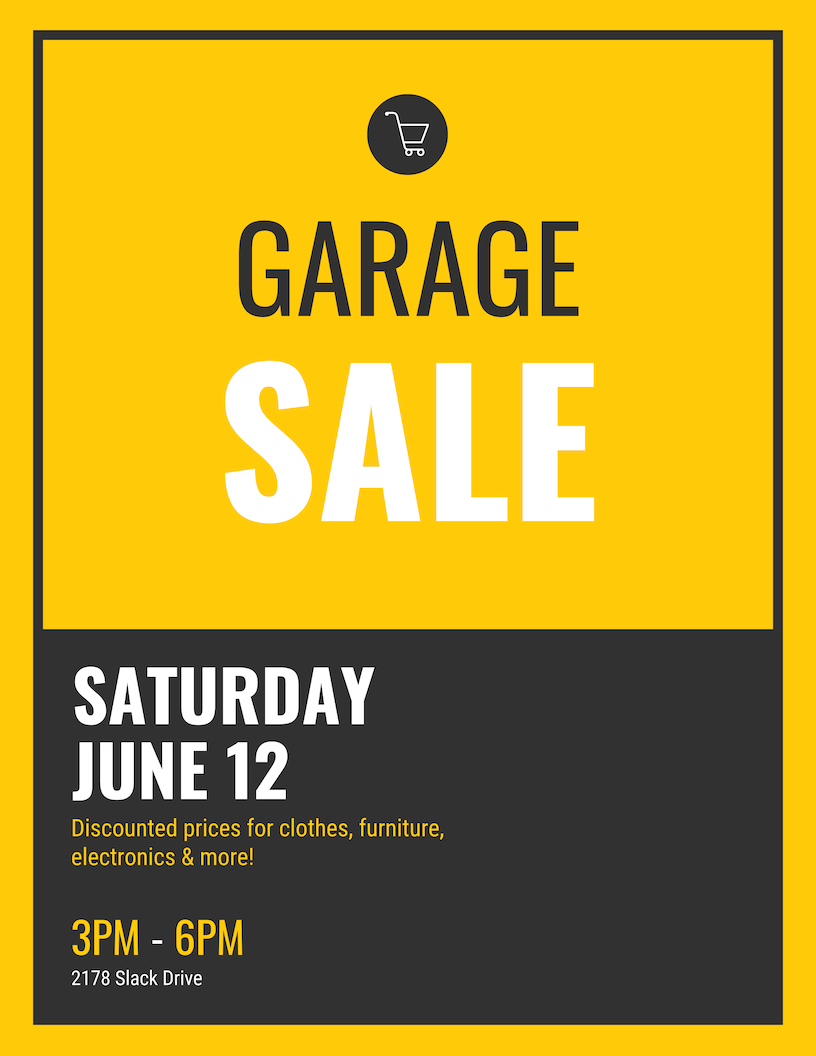 GARAGE
SALE
SATURDAY
JUNE 12
Discounted prices for clothes, furniture,
electronics & more!
3PM - 6PM
2178 Slack Drive